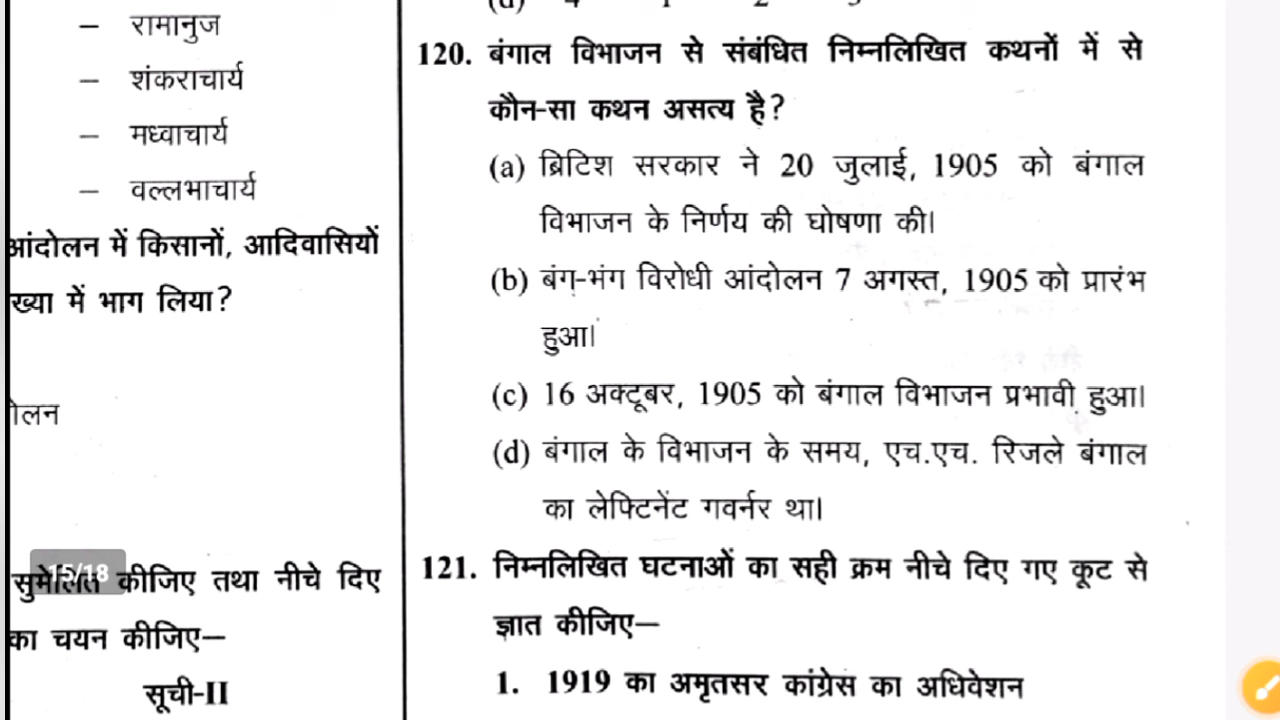 – रामानुज
– शंकराचार्य
– मध्वाचार्य
– वल्लभाचार्य
आंदोलन में किसानों, आदिवासियों
ख्या में भाग लिया?
ोलन
15/18
सुमेलित कीजिए तथा नीचे दिए
का चयन कीजिए–
सूची-II
120. बंगाल विभाजन से संबंधित निम्नलिखित कथनों में से
कौन-सा कथन असत्य है?
(a) ब्रिटिश सरकार ने 20 जुलाई, 1905 को बंगाल
विभाजन के निर्णय की घोषणा की।
(b) बंग-भंग विरोधी आंदोलन 7 अगस्त, 1905 को प्रारंभ
हुआ।
(c) 16 अक्टूबर, 1905 को बंगाल विभाजन प्रभावी हुआ।
(d) बंगाल के विभाजन के समय, एच.एच. रिजले बंगाल
का लेफ्टिनेंट गवर्नर था।
121. निम्नलिखित घटनाओं का सही क्रम नीचे दिए गए कूट से
ज्ञात कीजिए–
1. 1919 का अमृतसर कांग्रेस का अधिवेशन